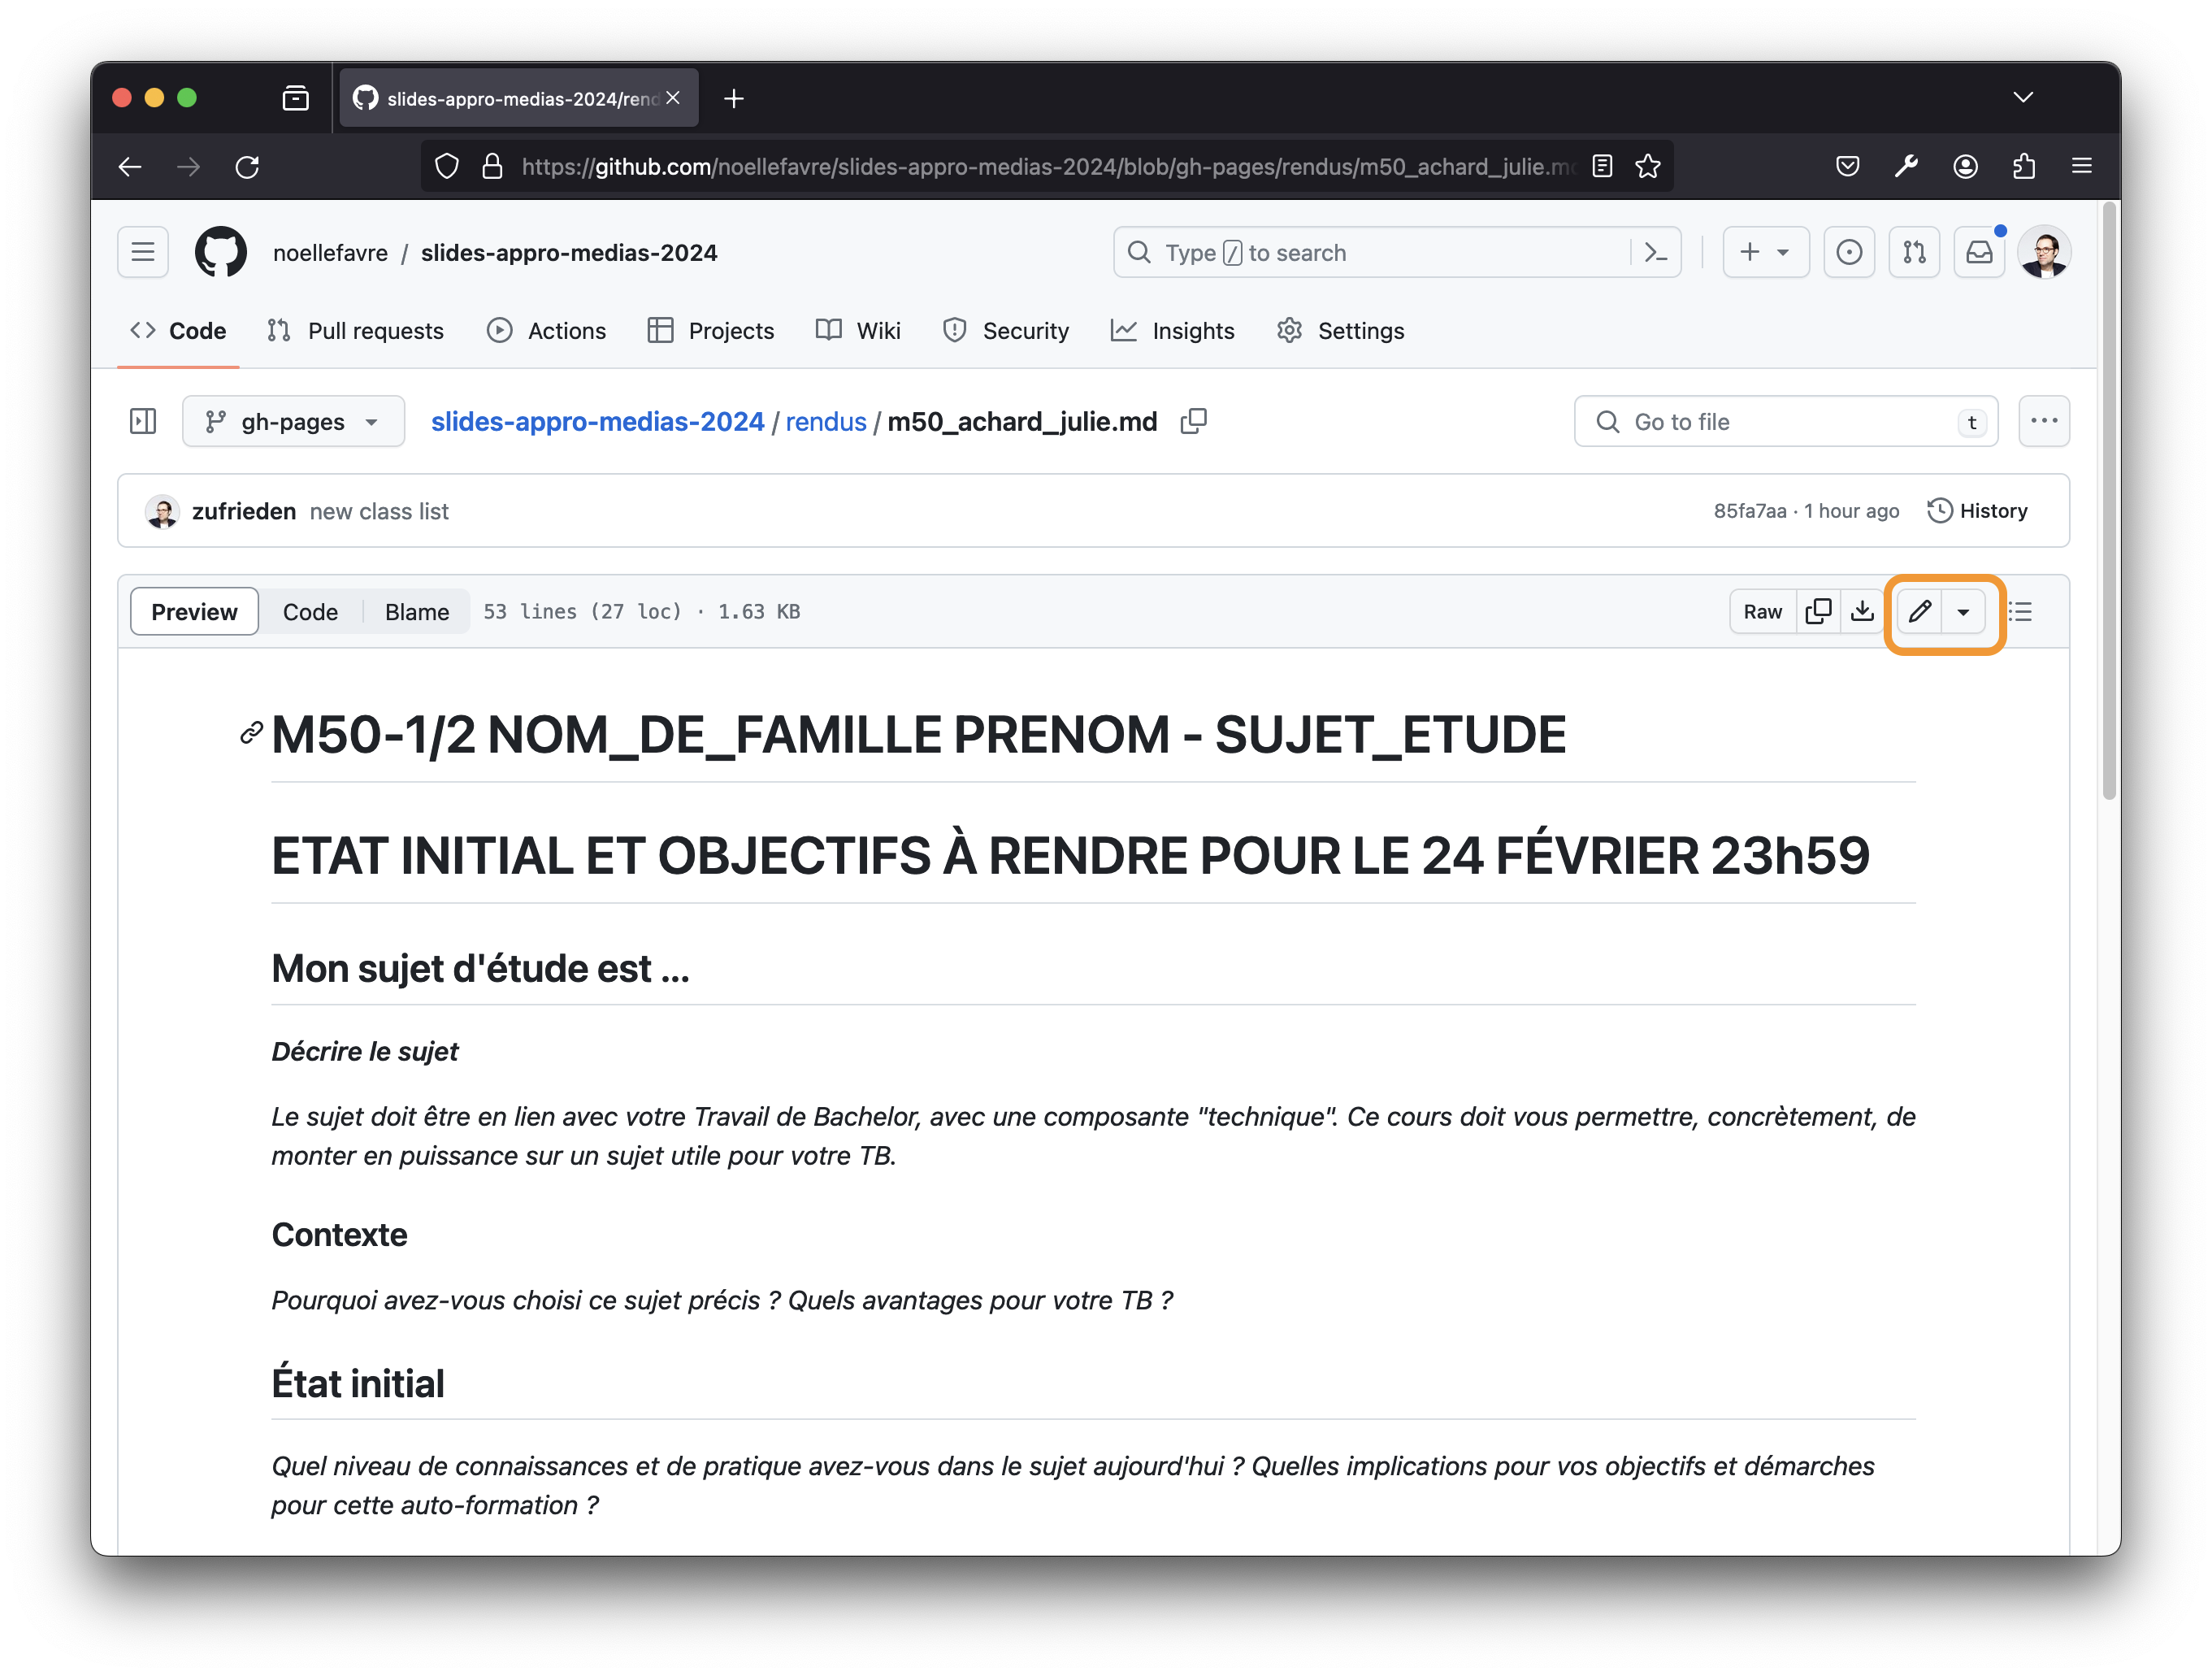 slides-appro-medias-2024/rend
https://github.com/noellefavre/slides-appro-medias-2024/blob/gh-pages/rendus/m50_achard_julie.md
noellefavre / slides-appro-medias-2024
Type / to search
Code Pull requests Actions Projects Wiki Security Insights Settings
gh-pages slides-appro-medias-2024 / rendus / m50_achard_julie.md Go to file t
zufrieden new class list 85fa7aa · 1 hour ago History
Preview Code Blame 53 lines (27 loc) · 1.63 KB Raw
M50-1/2 NOM_DE_FAMILLE PRENOM - SUJET_ETUDE
ETAT INITIAL ET OBJECTIFS À RENDRE POUR LE 24 FÉVRIER 23h59
Mon sujet d'étude est ...
Décrire le sujet
Le sujet doit être en lien avec votre Travail de Bachelor, avec une composante "technique". Ce cours doit vous permettre, concrètement, de
monter en puissance sur un sujet utile pour votre TB.
Contexte
Pourquoi avez-vous choisi ce sujet précis ? Quels avantages pour votre TB ?
État initial
Quel niveau de connaissances et de pratique avez-vous dans le sujet aujourd'hui ? Quelles implications pour vos objectifs et démarches
pour cette auto-formation ?